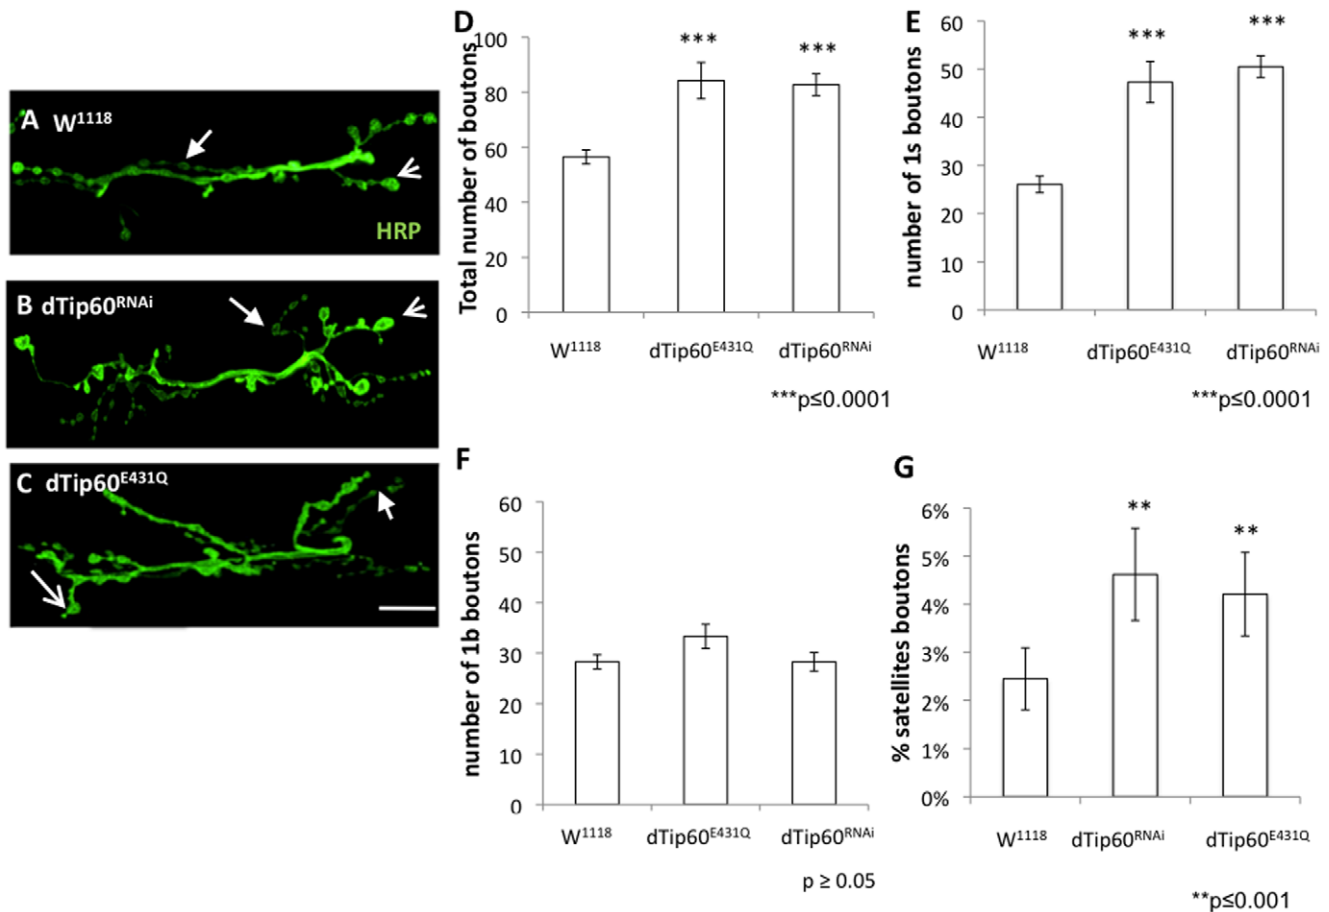 A W1118
HRP
B dTip60RNAi
C dTip60E431Q
D
Total number of boutons
100
80
60
40
20
0
***
***
W1118 dTip60E431Q dTip60RNAi
***p≤0.0001
E
number of 1s boutons
60
50
40
30
20
10
0
***
***
W1118 dTip60E431Q dTip60RNAi
***p≤0.0001
F
number of 1b boutons
60
50
40
30
20
10
0
W1118 dTip60E431Q dTip60RNAi
p ≥ 0.05
G
% satellites boutons
6%
5%
4%
3%
2%
1%
0%
**
**
W1118 dTip60RNAi dTip60E431Q
**p≤0.001